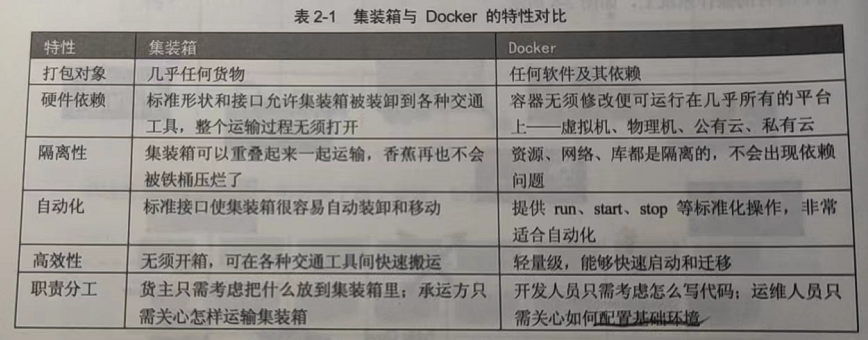 表 2-1 集装箱与 Docker 的特性对比
特性 集装箱 Docker
打包对象 几乎任何货物 任何软件及其依赖
硬件依赖 标准形状和接口允许集装箱被装卸到各种交通 容器无须修改便可运行在几乎所有的平台
工具，整个运输过程无须打开 上——虚拟机、物理机、公有云、私有云
隔离性 集装箱可以重叠起来一起运输，香蕉再也不会 资源、网络、库都是隔离的，不会出现依赖
被铁桶压烂了 问题
自动化 标准接口使集装箱很容易自动装卸和移动 提供 run、start、stop 等标准化操作，非常
适合自动化
高效性 无须开箱，可在各种交通工具间快速搬运 轻量级，能够快速启动和迁移
职责分工 货主只需考虑把什么放到集装箱里；承运方只 开发人员只需考虑怎么写代码；运维人员只
需关心怎样运输集装箱 需关心如何配置基础环境